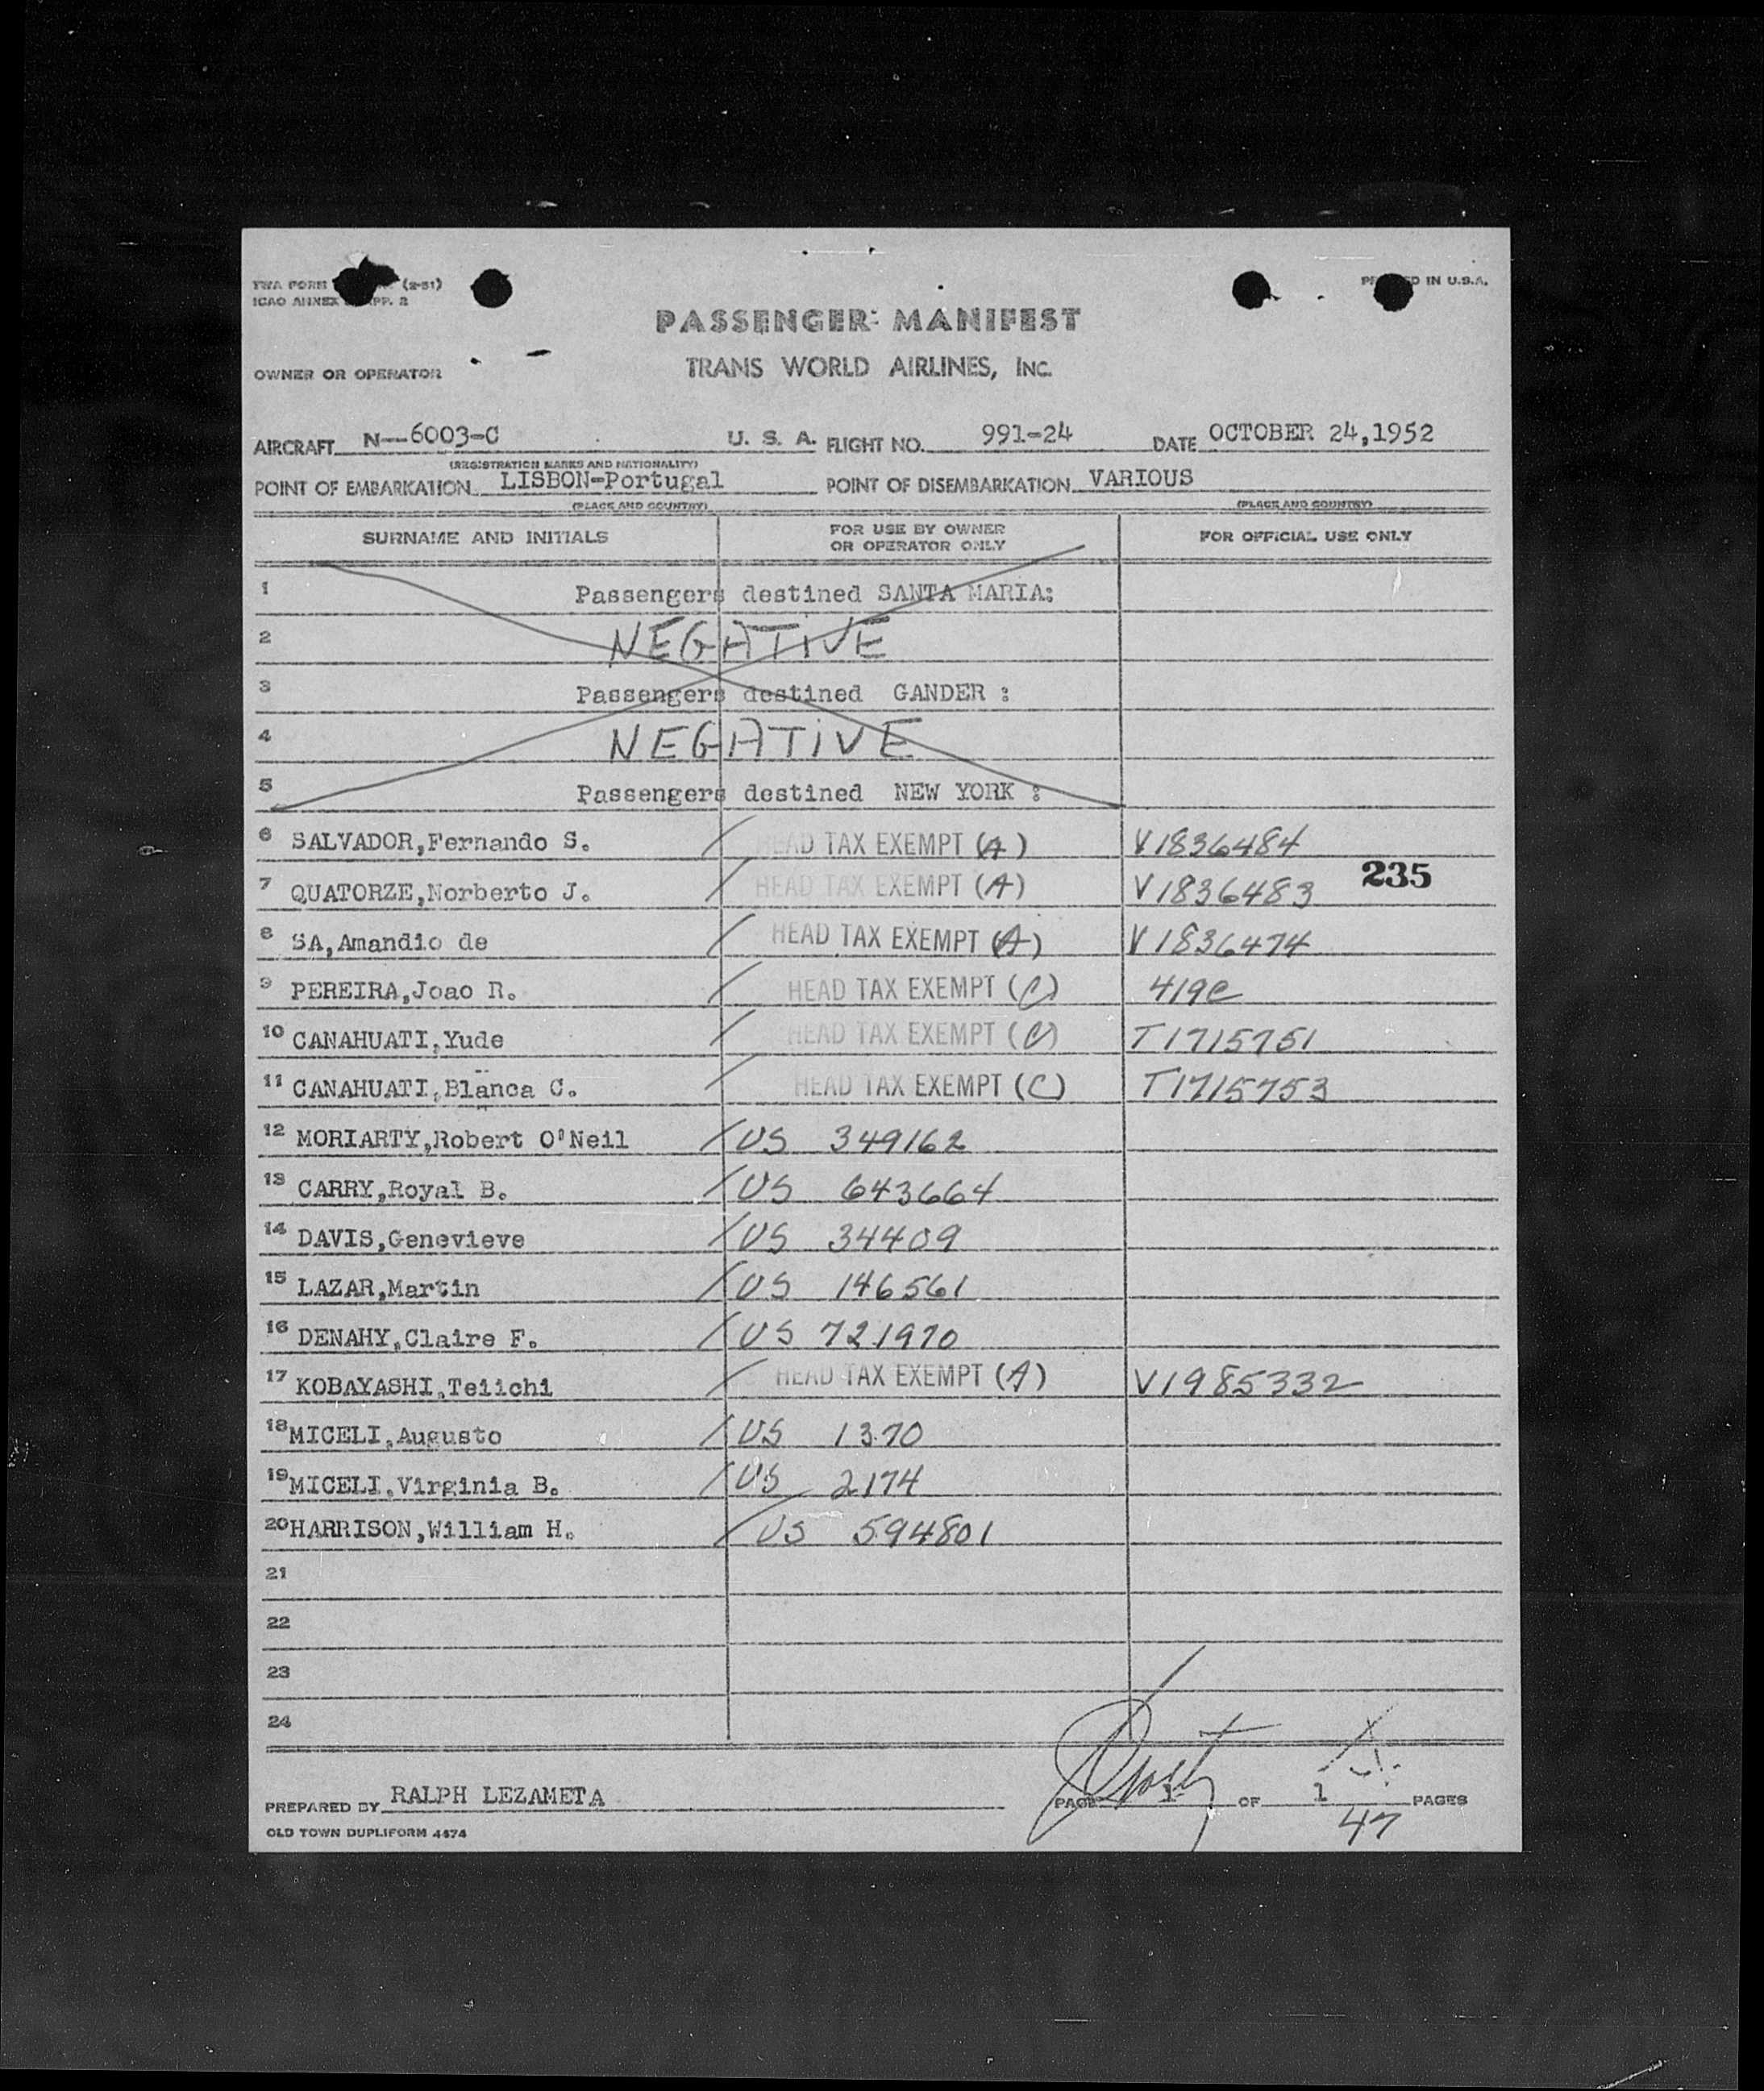 TWA FORM (2-51)
ICAO ANNEX APP. 2
IN U.S.A.
PASSENGER MANIFEST
OWNER OR OPERATOR TRANS WORLD AIRLINES, INC.
AIRCRAFT N--6003-C U. S. A. FLIGHT NO. 991-24 DATE OCTOBER 24,1952
(REGISTRATION MARKS AND NATIONALITY)
POINT OF EMBARKATION LISBON-Portugal POINT OF DISEMBARKATION VARIOUS
(PLACE AND COUNTRY) (PLACE AND COUNTRY)
SURNAME AND INITIALS FOR USE BY OWNER OR OPERATOR ONLY FOR OFFICIAL USE ONLY
1 Passengers destined SANTA MARIA:
2 NEGATIVE
3 Passengers destined GANDER :
4 NEGATIVE
5 Passengers destined NEW YORK :
6 SALVADOR,Fernando S. HEAD TAX EXEMPT (A) V1836484
235
7 QUATORZE,Norberto J. HEAD TAX EXEMPT (A) V1836483
8 SA,Amandio de HEAD TAX EXEMPT (A) V1836474
9 PEREIRA,Joao R. HEAD TAX EXEMPT (C) 419c
10 CANAHUATI,Yude HEAD TAX EXEMPT (C) T1715751
11 CANAHUATI,Blanca C. HEAD TAX EXEMPT (C) T1715753
12 MORIARTY,Robert O'Neil US 349162
13 CARRY,Royal B. US 643664
14 DAVIS,Genevieve US 34409
15 LAZAR,Martin US 146561
16 DENAHY,Claire F. US 721970
17 KOBAYASHI,Teiichi HEAD TAX EXEMPT (A) V1985332
18 MICELI,Augusto US 1370
19 MICELI,Virginia B. US 2174
20 HARRISON,William H. US 594801
21
22
23
24
PREPARED BY RALPH LEZAMETA PAGE 1 OF 1 PAGES
OLD TOWN DUPLIFORM 4474
47